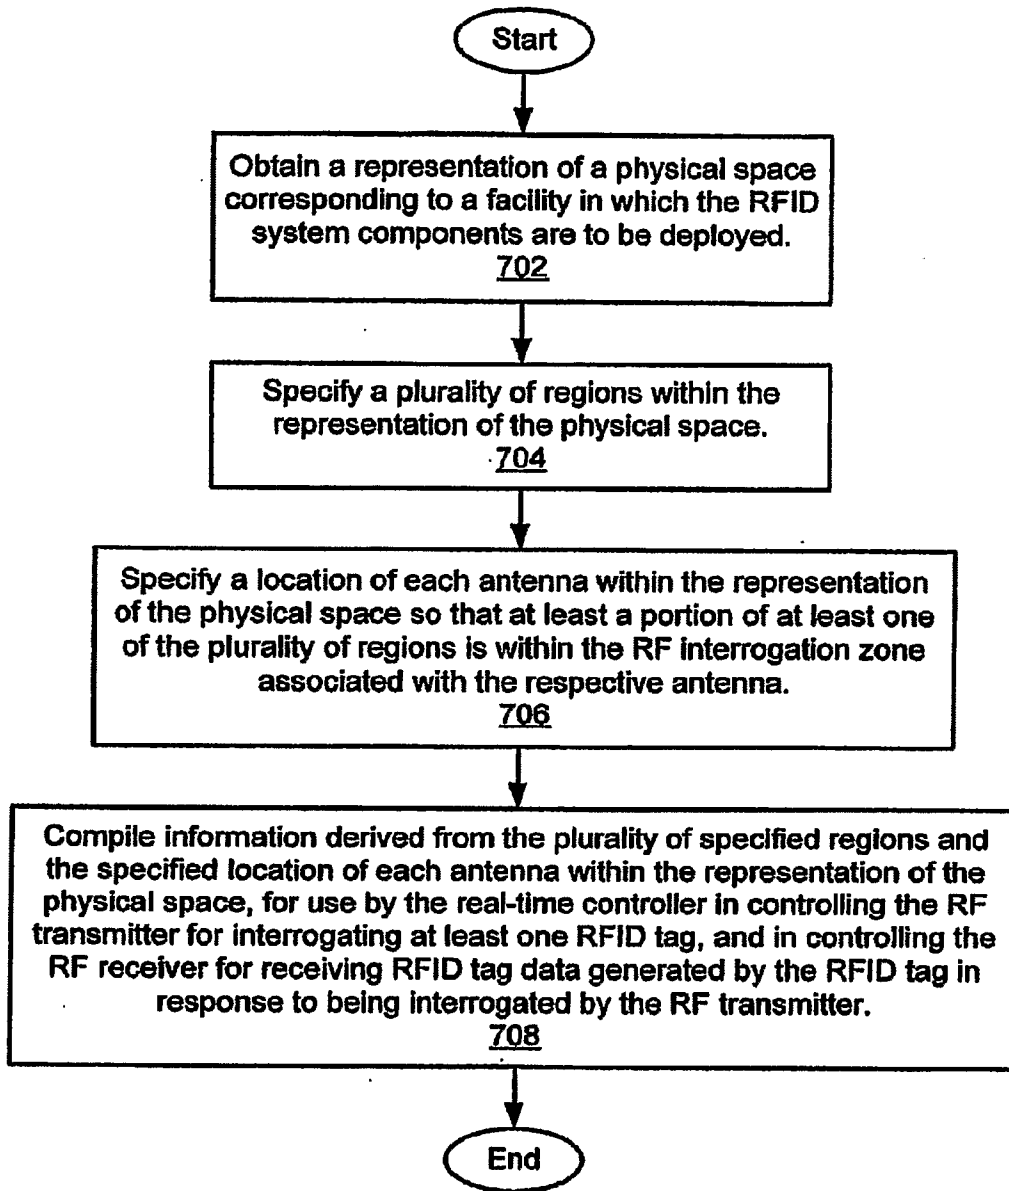 Start
Obtain a representation of a physical space
corresponding to a facility in which the RFID
system components are to be deployed.
702
Specify a plurality of regions within the
representation of the physical space.
704
Specify a location of each antenna within the representation
of the physical space so that at least a portion of at least one
of the plurality of regions is within the RF interrogation zone
associated with the respective antenna.
706
Compile information derived from the plurality of specified regions and
the specified location of each antenna within the representation of the
physical space, for use by the real-time controller in controlling the RF
transmitter for interrogating at least one RFID tag, and in controlling the
RF receiver for receiving RFID tag data generated by the RFID tag in
response to being interrogated by the RF transmitter.
708
End